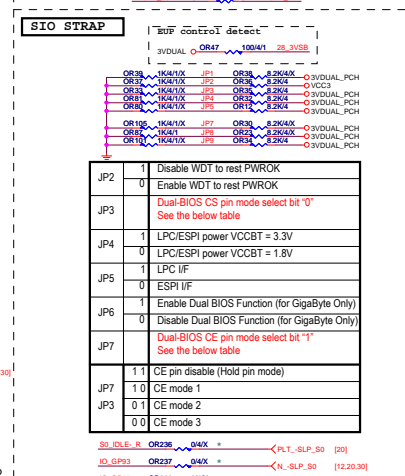 SIO STRAP
EUP control detect
3VDUAL OR47 100/4/1 28_3VSB
OR39 1K/4/1/X JP1 OR38 8.2K/4/X 3VDUAL_PCH
OR37 1K/4/1/X JP2 OR36 8.2K/4 VCC3
OR33 1K/4/1/X JP3 OR35 8.2K/4 3VDUAL_PCH
OR81 1K/4/1/X JP4 OR32 8.2K/4 3VDUAL_PCH
OR80 1K/4/1/X JP5 OR12 8.2K/4 3VDUAL_PCH
OR105 1K/4/1/X JP7 OR30 8.2K/4/X 3VDUAL_PCH
OR87 1K/4/1 JP8 OR23 8.2K/4/X 3VDUAL_PCH
OR101 1K/4/1/X JP9 OR34 8.2K/4 3VDUAL_PCH
JP2 1 Disable WDT to rest PWROK
0 Enable WDT to rest PWROK
JP3 Dual-BIOS CS pin mode select bit "0"
See the below table
JP4 1 LPC/ESPI power VCCBT = 3.3V
0 LPC/ESPI power VCCBT = 1.8V
JP5 1 LPC I/F
0 ESPI I/F
JP6 1 Enable Dual BIOS Function (for GigaByte Only)
0 Disable Dual BIOS Function (for GigaByte Only)
JP7 Dual-BIOS CE pin mode select bit "1"
See the below table
JP7 JP3 1 1 CE pin disable (Hold pin mode)
1 0 CE mode 1
0 1 CE mode 2
0 0 CE mode 3
S0_IDLE-_R OR236 0/4/X * PLT_-SLP_S0 [20]
IO_GP93 OR237 0/4/X * N_-SLP_S0 [12,20,30]